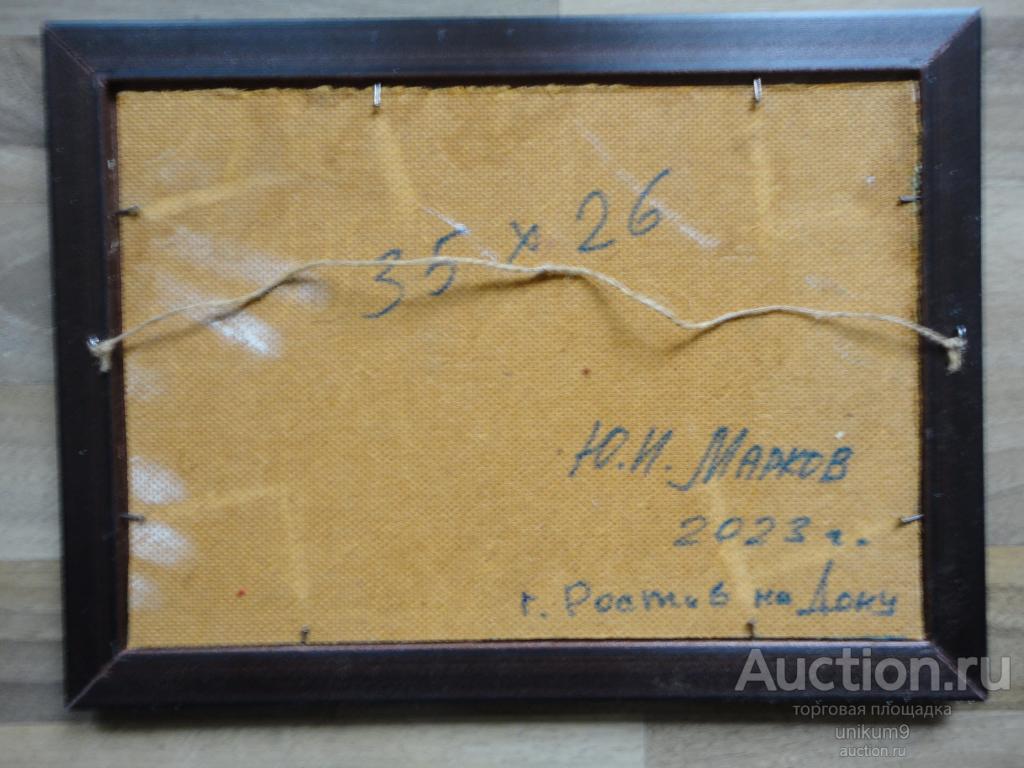 35 x 26
Ю.И. Марков
2023 г.
г. Ростов на Дону
Auction.ru
торговая площадка
unikum9
auction.ru